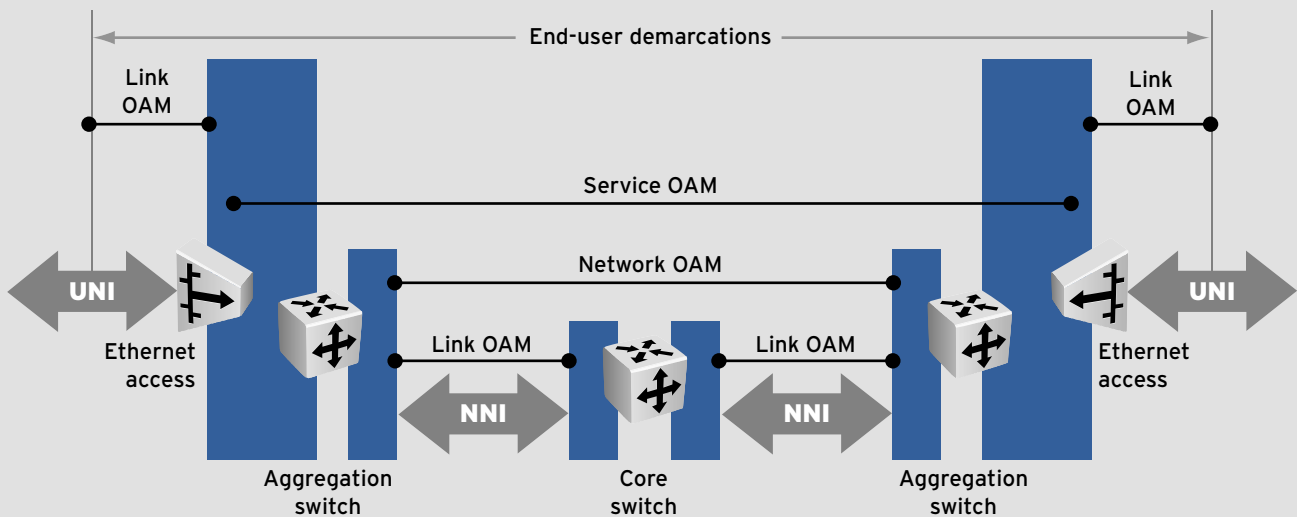 End-user demarcations
Link
OAM
Link
OAM
Service OAM
Network OAM
UNI
UNI
Ethernet
access
Link OAM
Link OAM
Ethernet
access
NNI
NNI
Aggregation
switch
Core
switch
Aggregation
switch